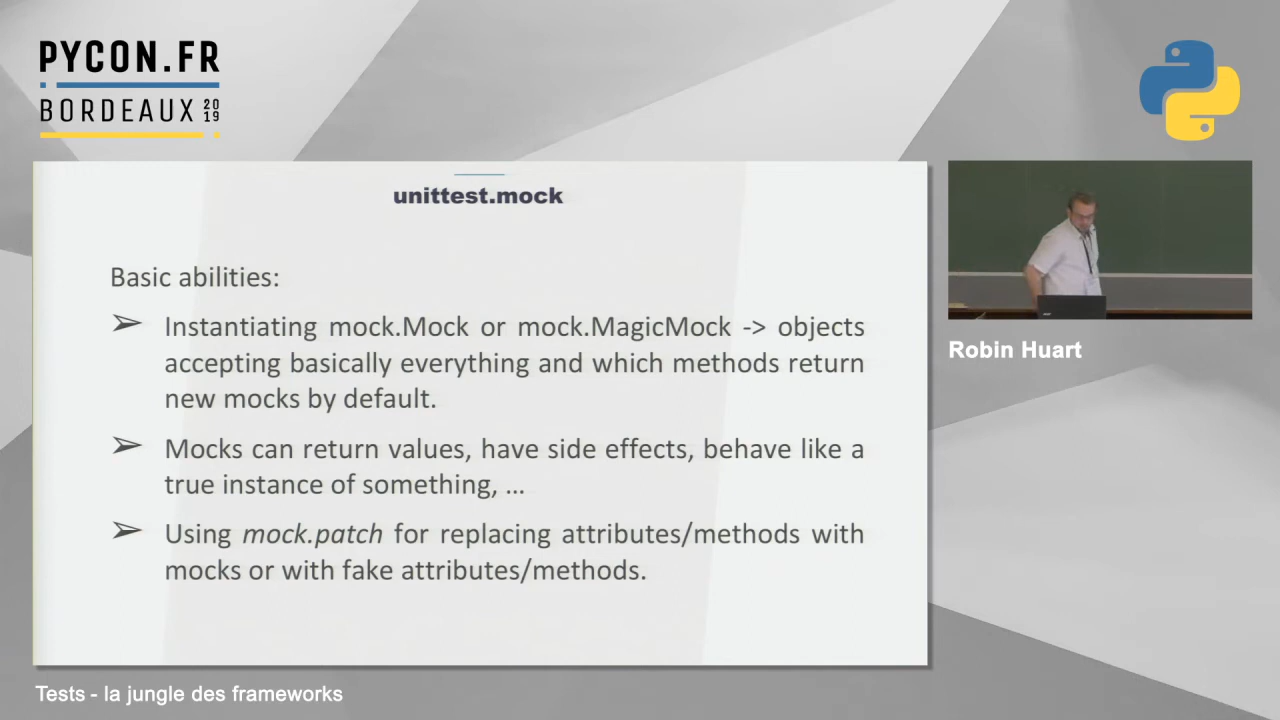 PYCON.FR
BORDEAUX 2019
unittest.mock
Basic abilities:
➢ Instantiating mock.Mock or mock.MagicMock -> objects
accepting basically everything and which methods return
new mocks by default.
➢ Mocks can return values, have side effects, behave like a
true instance of something, ...
➢ Using mock.patch for replacing attributes/methods with
mocks or with fake attributes/methods.
Robin Huart
Tests - la jungle des frameworks